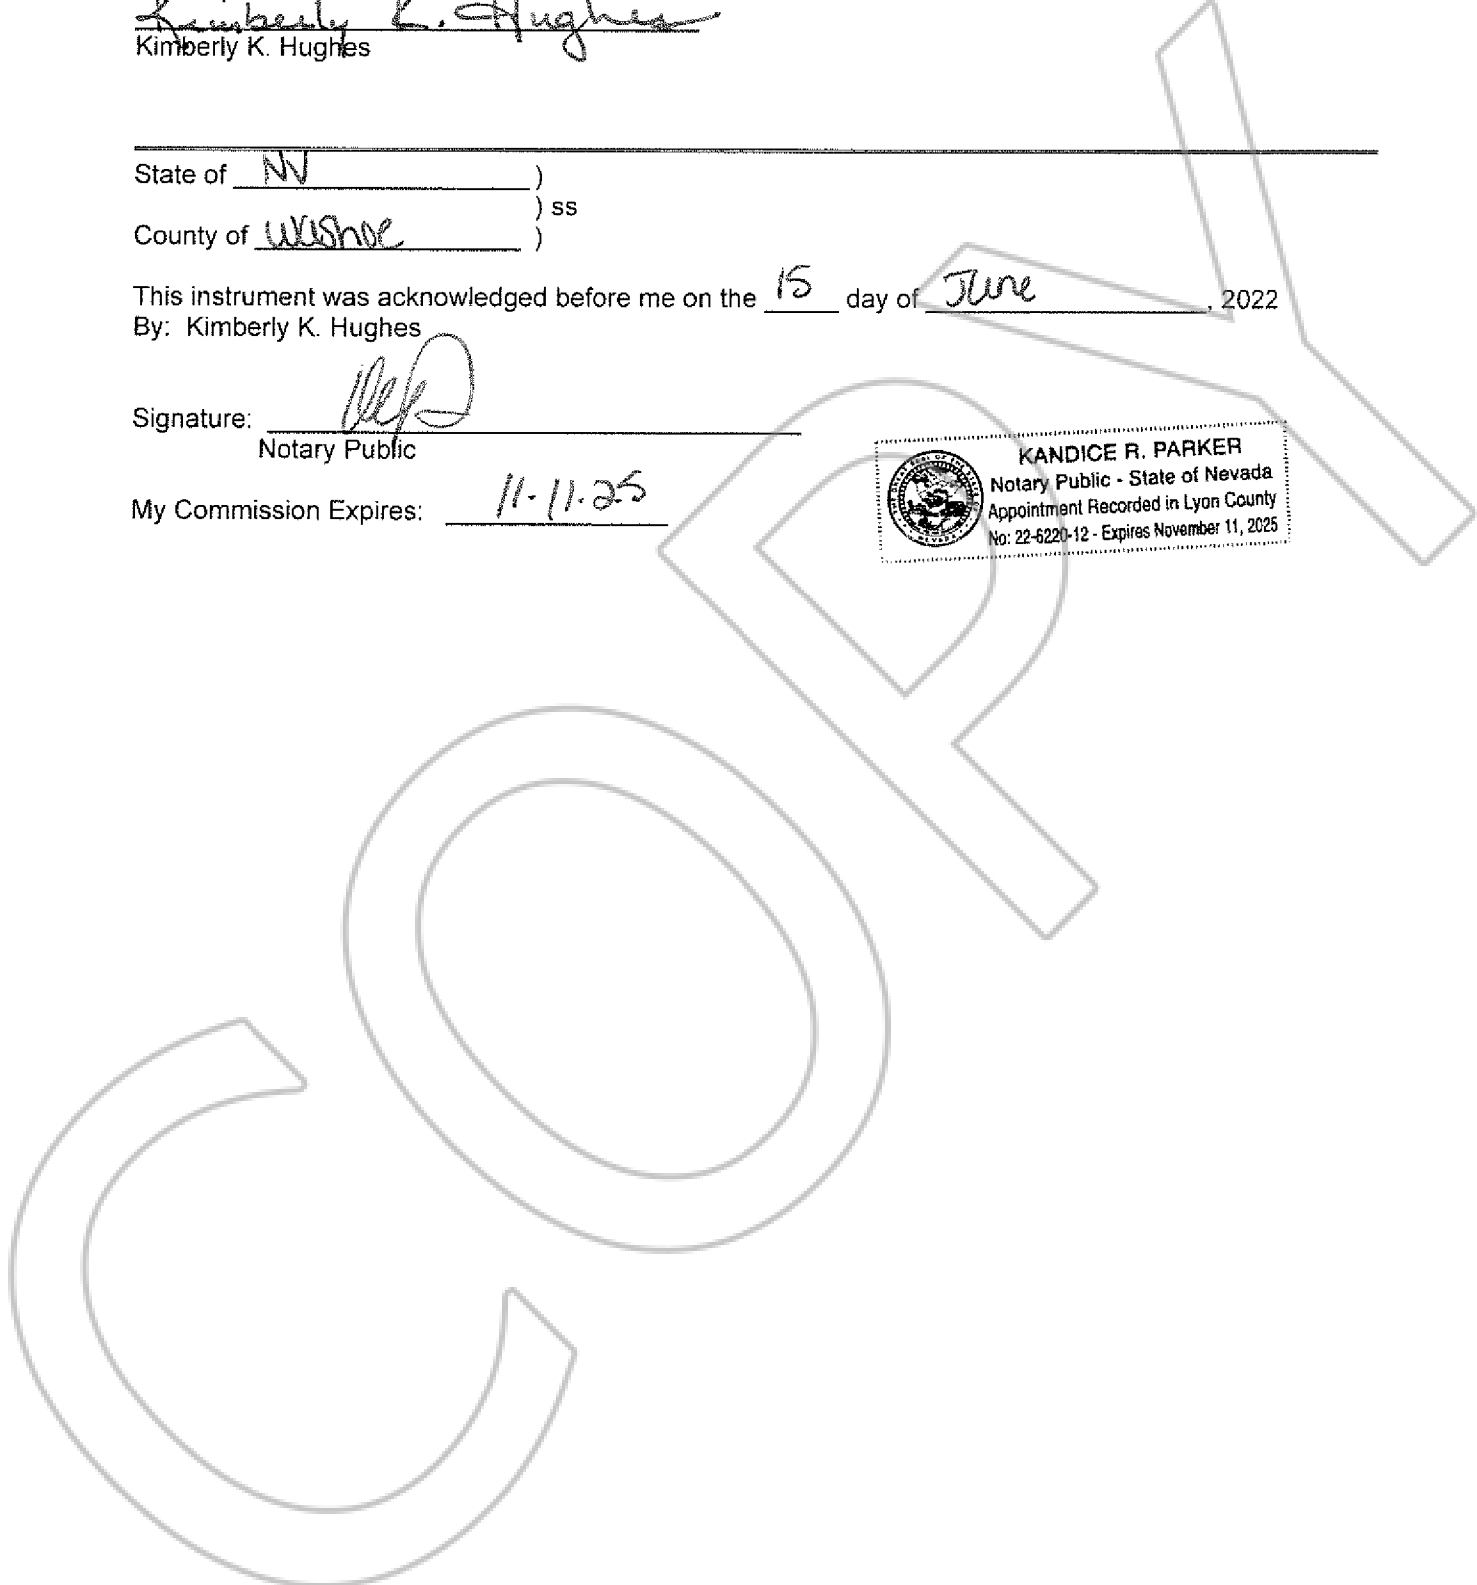 Kimberly K. Hughes
Kimberly K. Hughes
State of NV )
) ss
County of Washoe )
This instrument was acknowledged before me on the 15 day of June, 2022
By: Kimberly K. Hughes
Signature:
Notary Public
My Commission Expires: 11-11-25
KANDICE R. PARKER
Notary Public - State of Nevada
Appointment Recorded in Lyon County
No: 22-6220-12 - Expires November 11, 2025
COPY